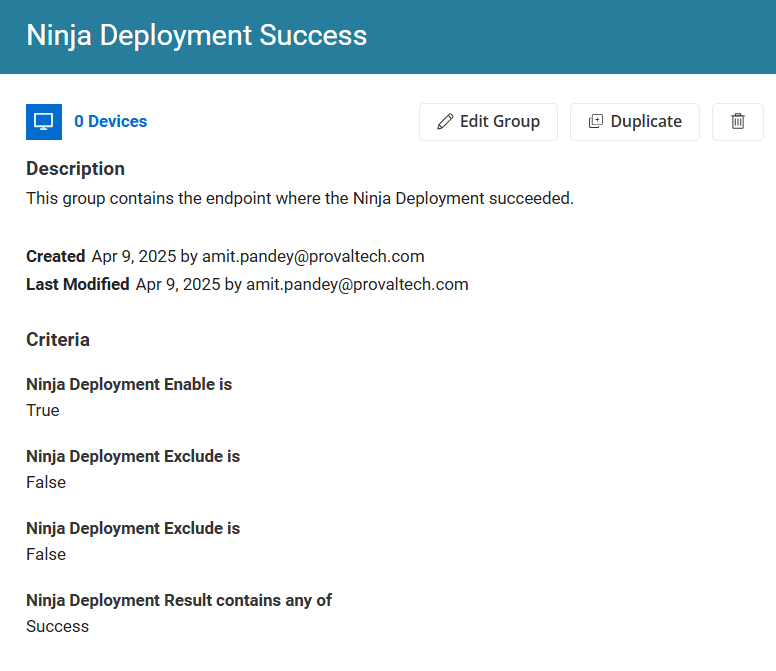 Ninja Deployment Success
0 Devices
Edit Group
Duplicate
Description
This group contains the endpoint where the Ninja Deployment succeeded.
Created Apr 9, 2025 by amit.pandey@provaltech.com
Last Modified Apr 9, 2025 by amit.pandey@provaltech.com
Criteria
Ninja Deployment Enable is
True
Ninja Deployment Exclude is
False
Ninja Deployment Exclude is
False
Ninja Deployment Result contains any of
Success